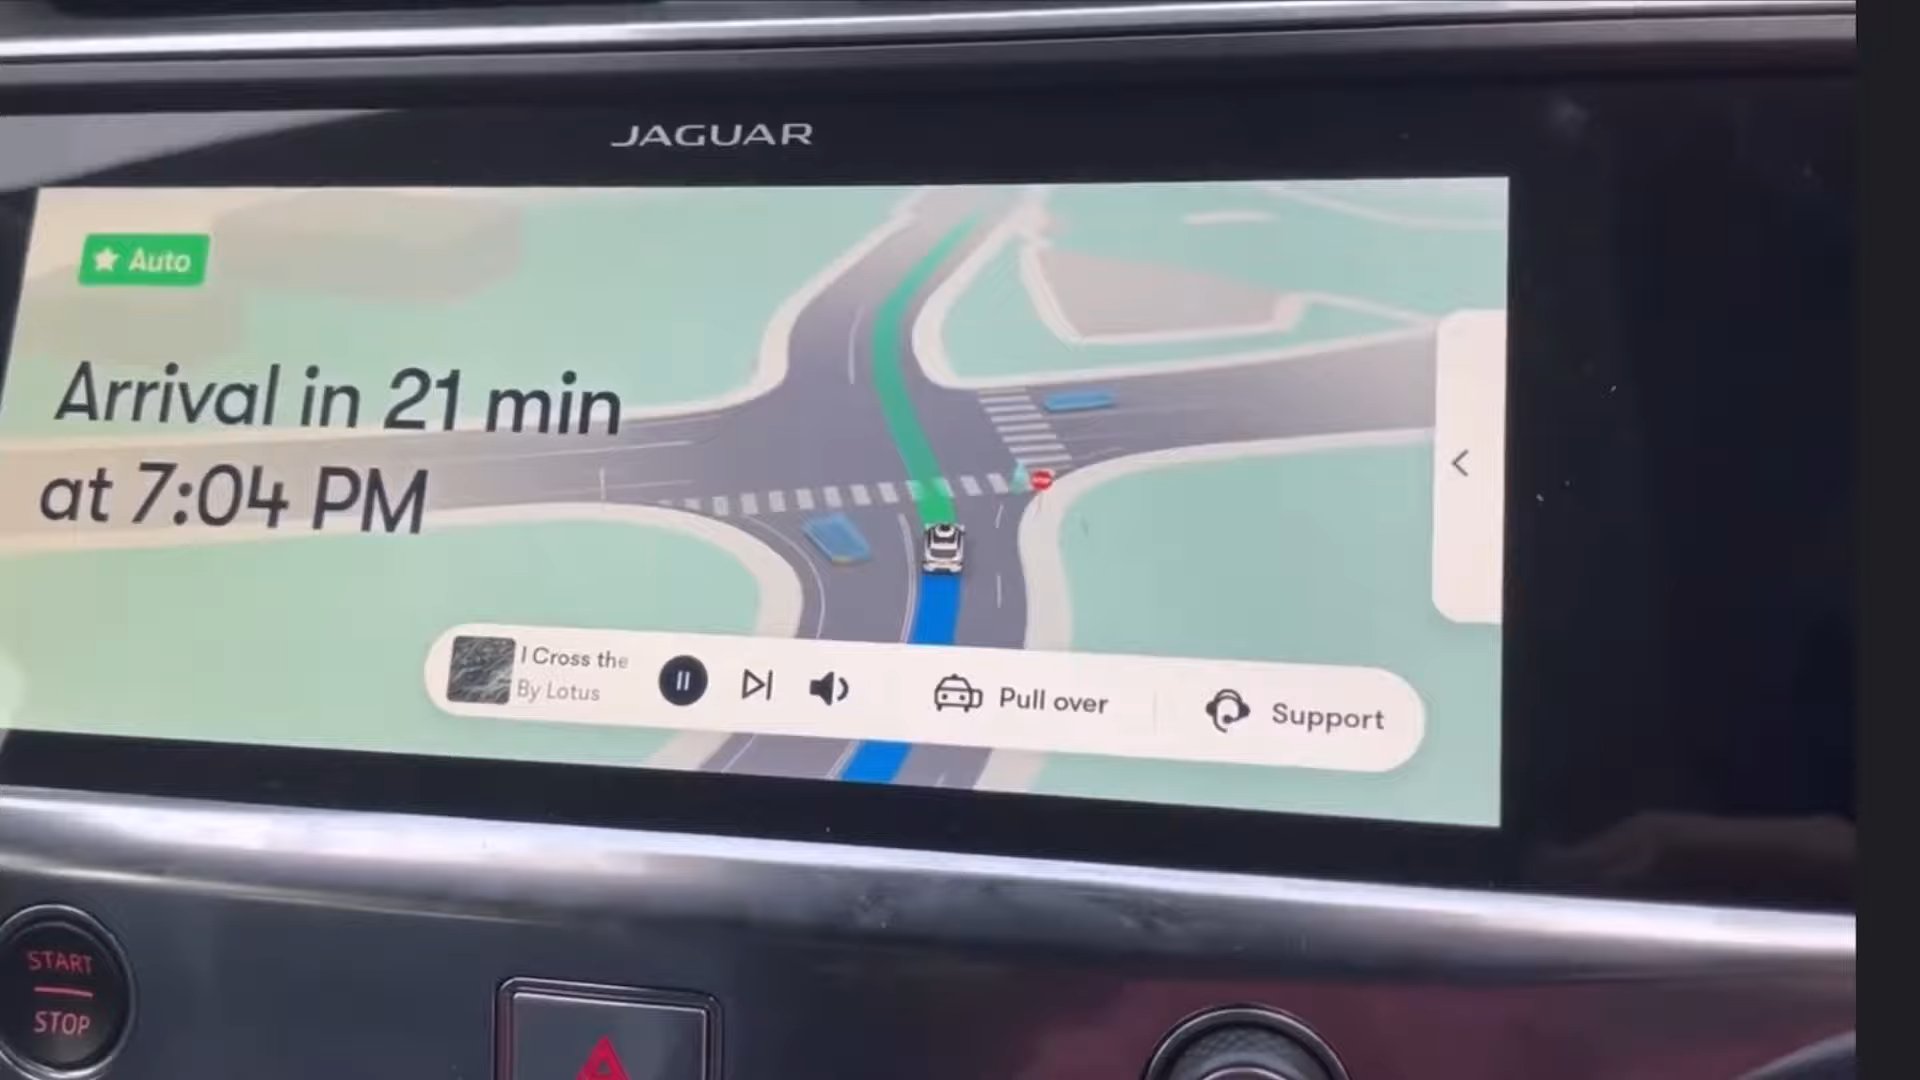 JAGUAR
Auto
Arrival in 21 min
at 7:04 PM
I Cross the
By Lotus
Pull over
Support
START
STOP